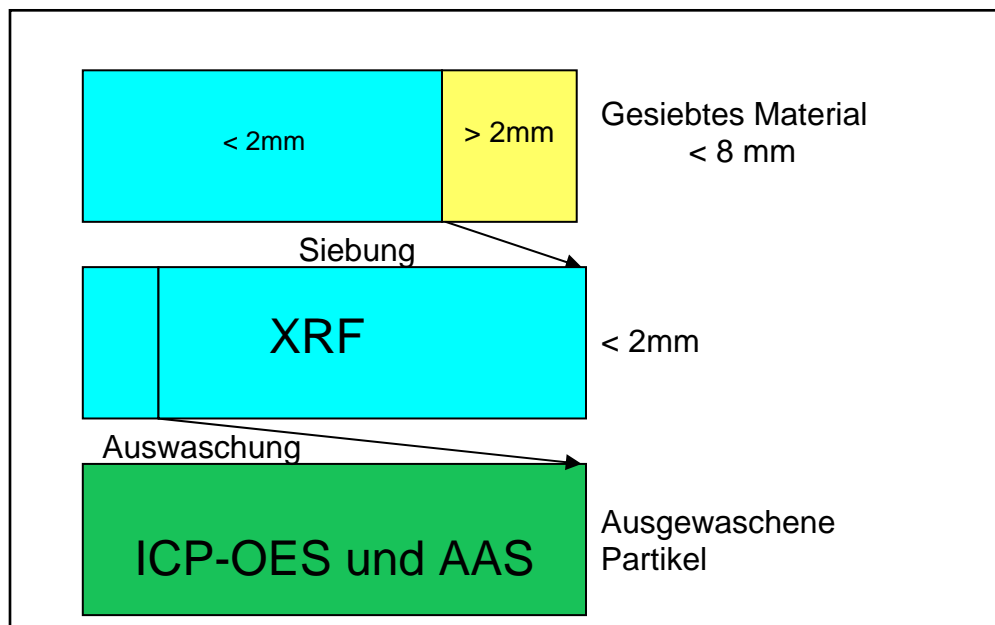 < 2mm
> 2mm
Gesiebtes Material
< 8 mm
Siebung
XRF
< 2mm
Auswaschung
ICP-OES und AAS
Ausgewaschene
Partikel